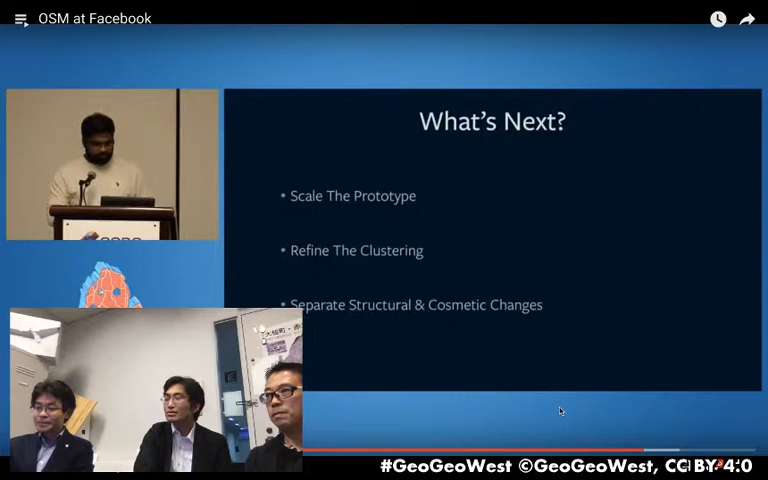 OSM at Facebook
What's Next?
• Scale The Prototype
• Refine The Clustering
• Separate Structural & Cosmetic Changes
#GeoGeoWest ©GeoGeoWest, CC BY 4.0